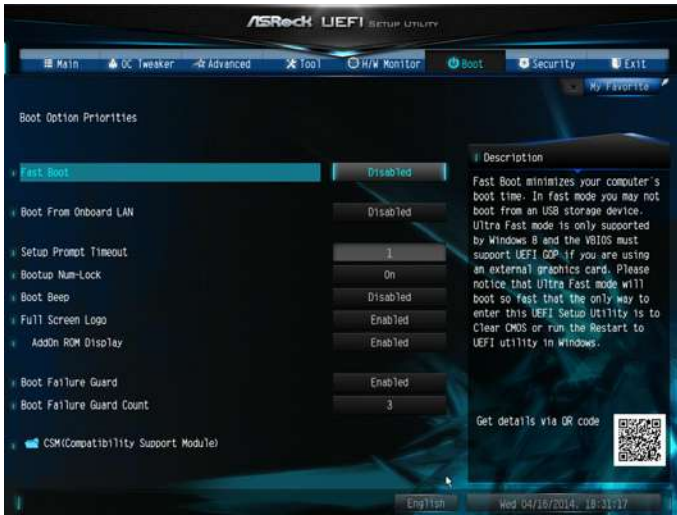 ASRock UEFI SETUP UTILITY
Main OC Tweaker Advanced Tool H/W Monitor Boot Security Exit
My Favorite
Boot Option Priorities
Fast Boot Disabled
Boot From Onboard LAN Disabled
Setup Prompt Timeout 1
Bootup Num-Lock On
Boot Beep Disabled
Full Screen Logo Enabled
AddOn ROM Display Enabled
Boot Failure Guard Enabled
Boot Failure Guard Count 3
CSM(Compatibility Support Module)
Description
Fast Boot minimizes your computer's
boot time. In fast mode you may not
boot from an USB storage device.
Ultra Fast mode is only supported
by Windows 8 and the VBIOS must
support UEFI GOP if you are using
an external graphics card. Please
notice that Ultra Fast mode will
boot so fast that the only way to
enter this UEFI Setup Utility is to
Clear CMOS or run the Restart to
UEFI utility in Windows.
Get details via QR code
English Wed 04/16/2014, 18:31:17